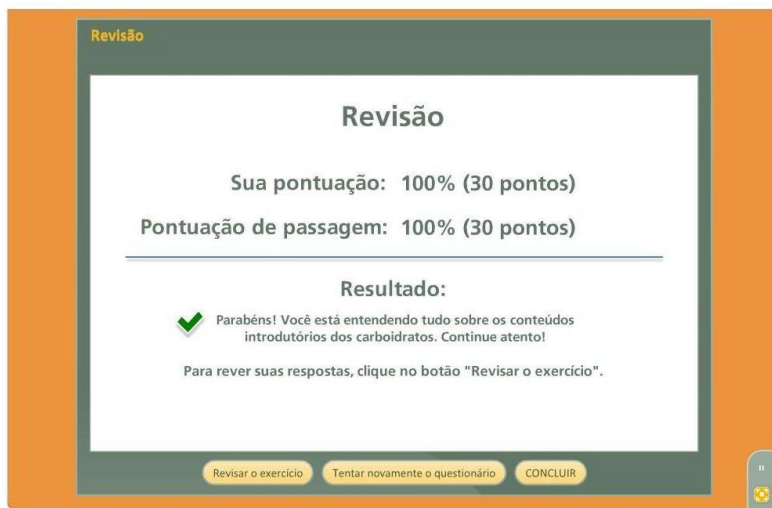 Revisão
Revisão
Sua pontuação: 100% (30 pontos)
Pontuação de passagem: 100% (30 pontos)
Resultado:
Parabéns! Você está entendendo tudo sobre os conteúdos
introdutórios dos carboidratos. Continue atento!
Para rever suas respostas, clique no botão "Revisar o exercício".
Revisar o exercício Tentar novamente o questionário CONCLUIR